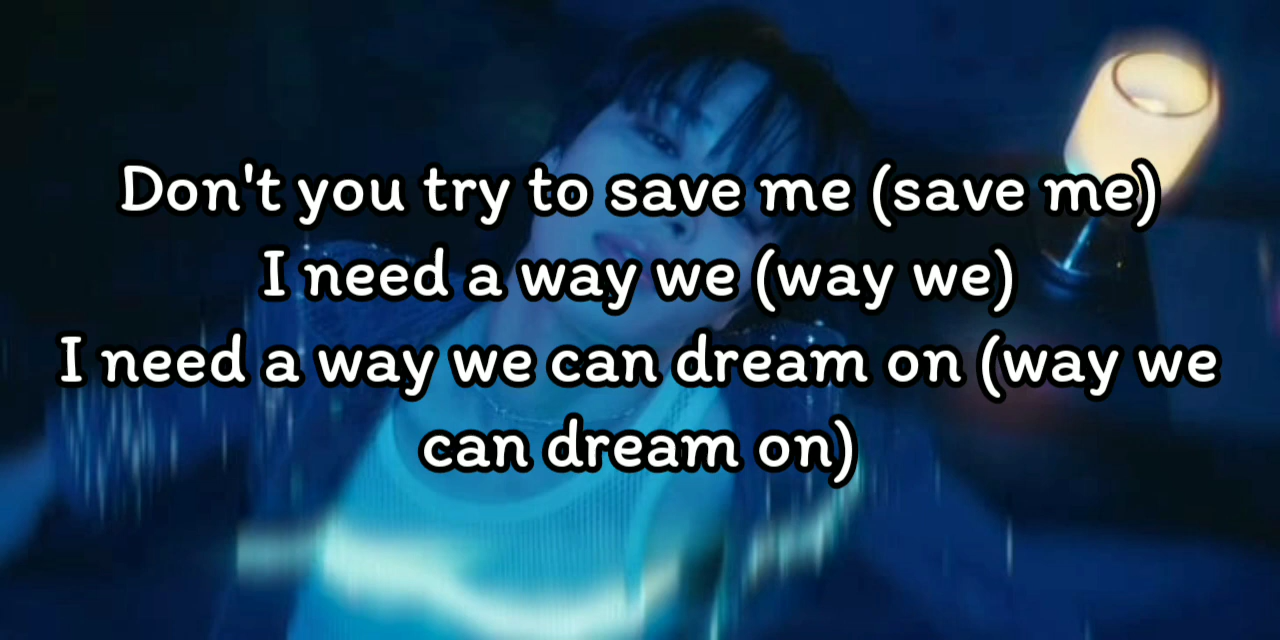 Don't you try to save me (save me)
I need a way we (way we)
I need a way we can dream on (way we
can dream on)